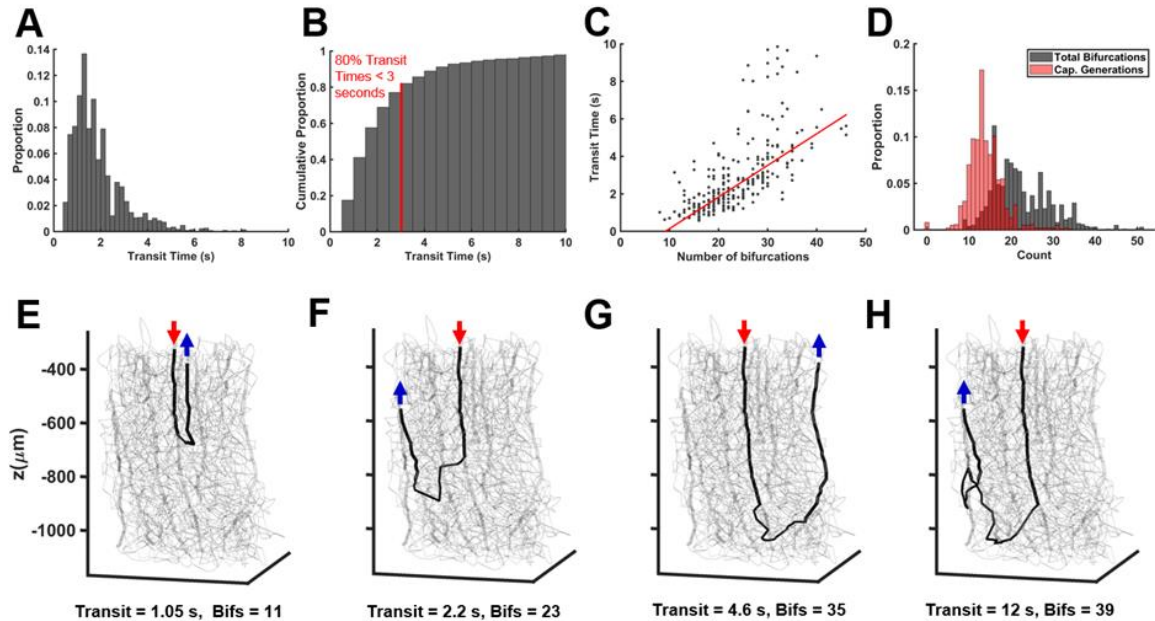 A
Proportion
0.14
0.12
0.1
0.08
0.06
0.04
0.02
0
0 2 4 6 8 10
Transit Time (s)
B
Cumulative Proportion
1
0.8
0.6
0.4
0.2
0
80% Transit
Times < 3
seconds
2 4 6 8 10
Transit Time (s)
C
Transit Time (s)
10
8
6
4
2
0
0 10 20 30 40 50
Number of bifurcations
D
Proportion
0.2
0.15
0.1
0.05
0
Total Bifurcations
Cap. Generations
0 10 20 30 40 50
Count
E
z(μm)
-400
-600
-800
-1000
Transit = 1.05 s, Bifs = 11
F
Transit = 2.2 s, Bifs = 23
G
Transit = 4.6 s, Bifs = 35
H
Transit = 12 s, Bifs = 39